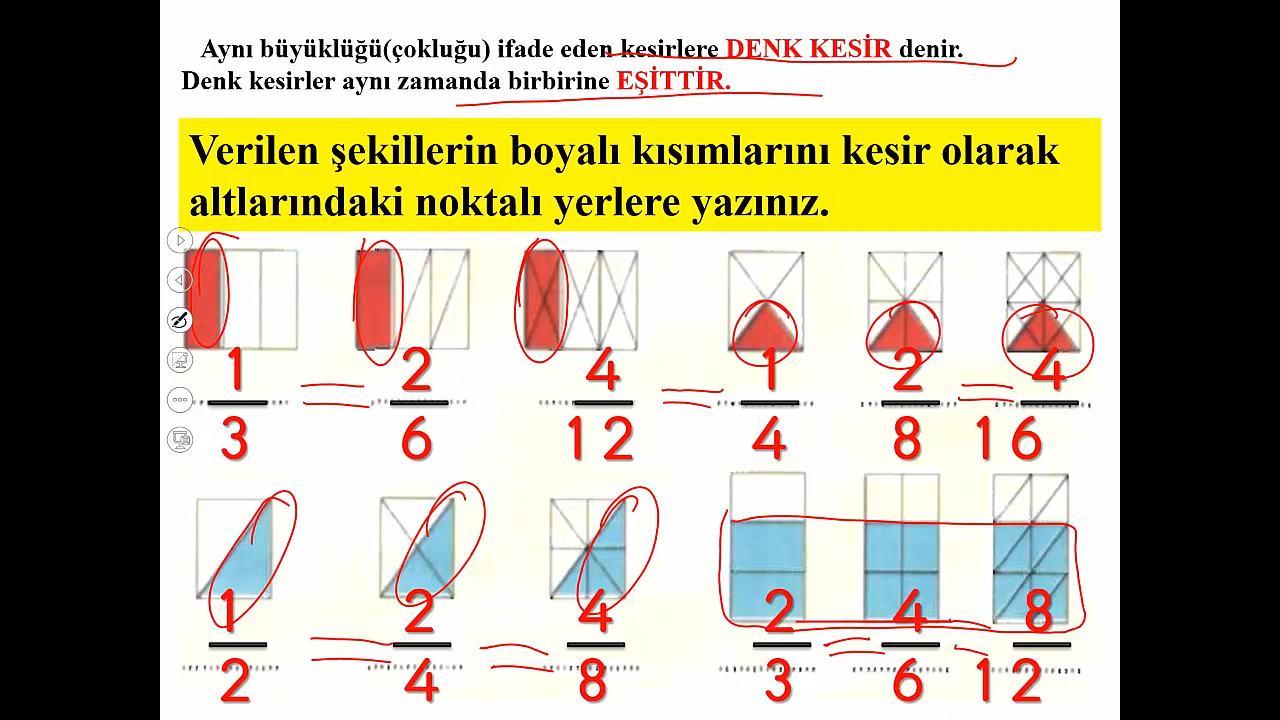 Aynı büyüklüğü(çokluğu) ifade eden kesirlere DENK KESİR denir.
Denk kesirler aynı zamanda birbirine EŞİTTİR.
Verilen şekillerin boyalı kısımlarını kesir olarak
altlarındaki noktalı yerlere yazınız.
1 2 4 1 2 4
= = =
3 6 12 4 8 16
1 2 4 2 4 8
= = = =
2 4 8 3 6 12